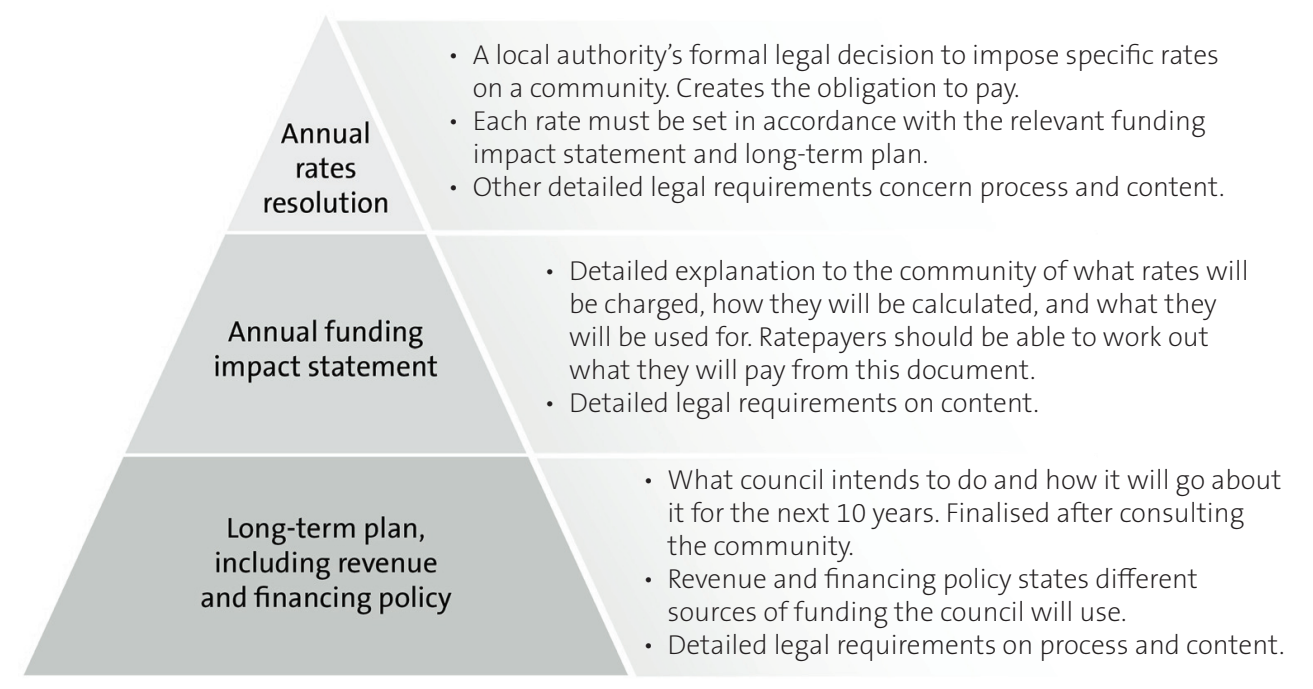 Annual
rates
resolution
• A local authority’s formal legal decision to impose specific rates
on a community. Creates the obligation to pay.
• Each rate must be set in accordance with the relevant funding
impact statement and long-term plan.
• Other detailed legal requirements concern process and content.
Annual funding
impact statement
• Detailed explanation to the community of what rates will
be charged, how they will be calculated, and what they
will be used for. Ratepayers should be able to work out
what they will pay from this document.
• Detailed legal requirements on content.
Long-term plan,
including revenue
and financing policy
• What council intends to do and how it will go about
it for the next 10 years. Finalised after consulting
the community.
• Revenue and financing policy states different
sources of funding the council will use.
• Detailed legal requirements on process and content.